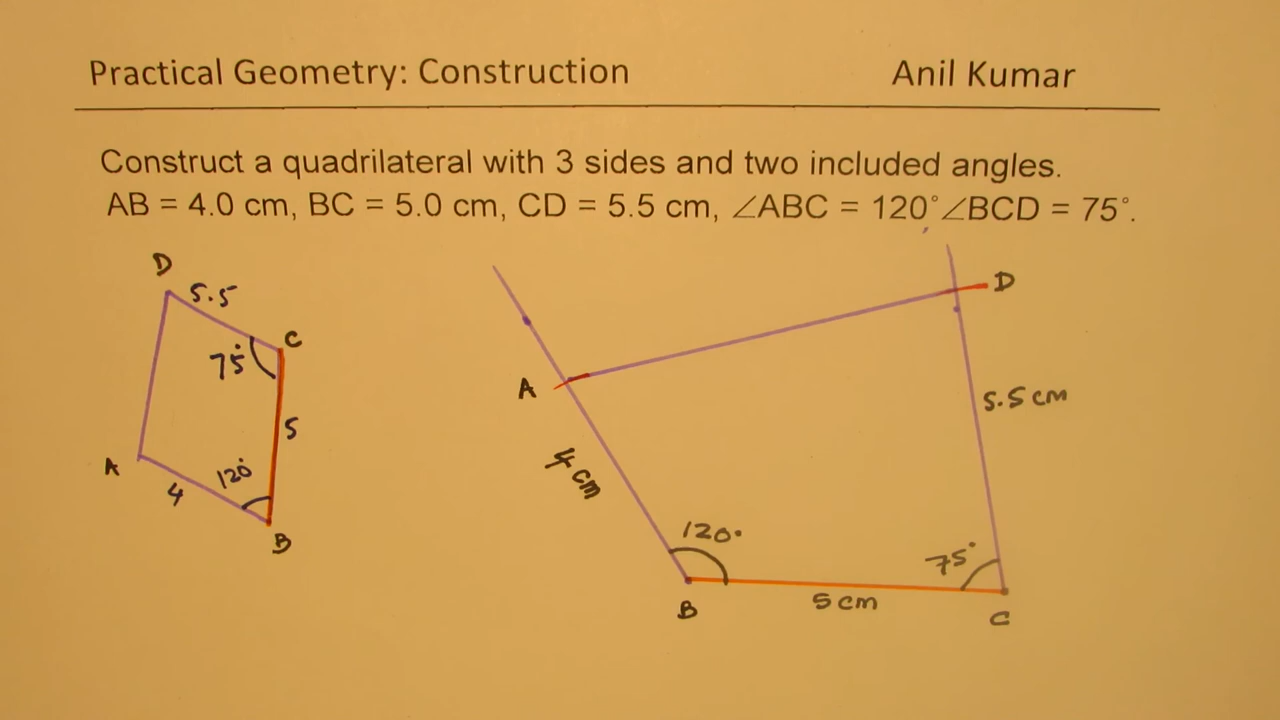 Practical Geometry: Construction
Anil Kumar
Construct a quadrilateral with 3 sides and two included angles.
AB = 4.0 cm, BC = 5.0 cm, CD = 5.5 cm, ∠ABC = 120° ∠BCD = 75°.
D
5.5
C
75°
5
A
120°
4
B
D
A
5.5 cm
4 cm
120°
75°
5 cm
B
C